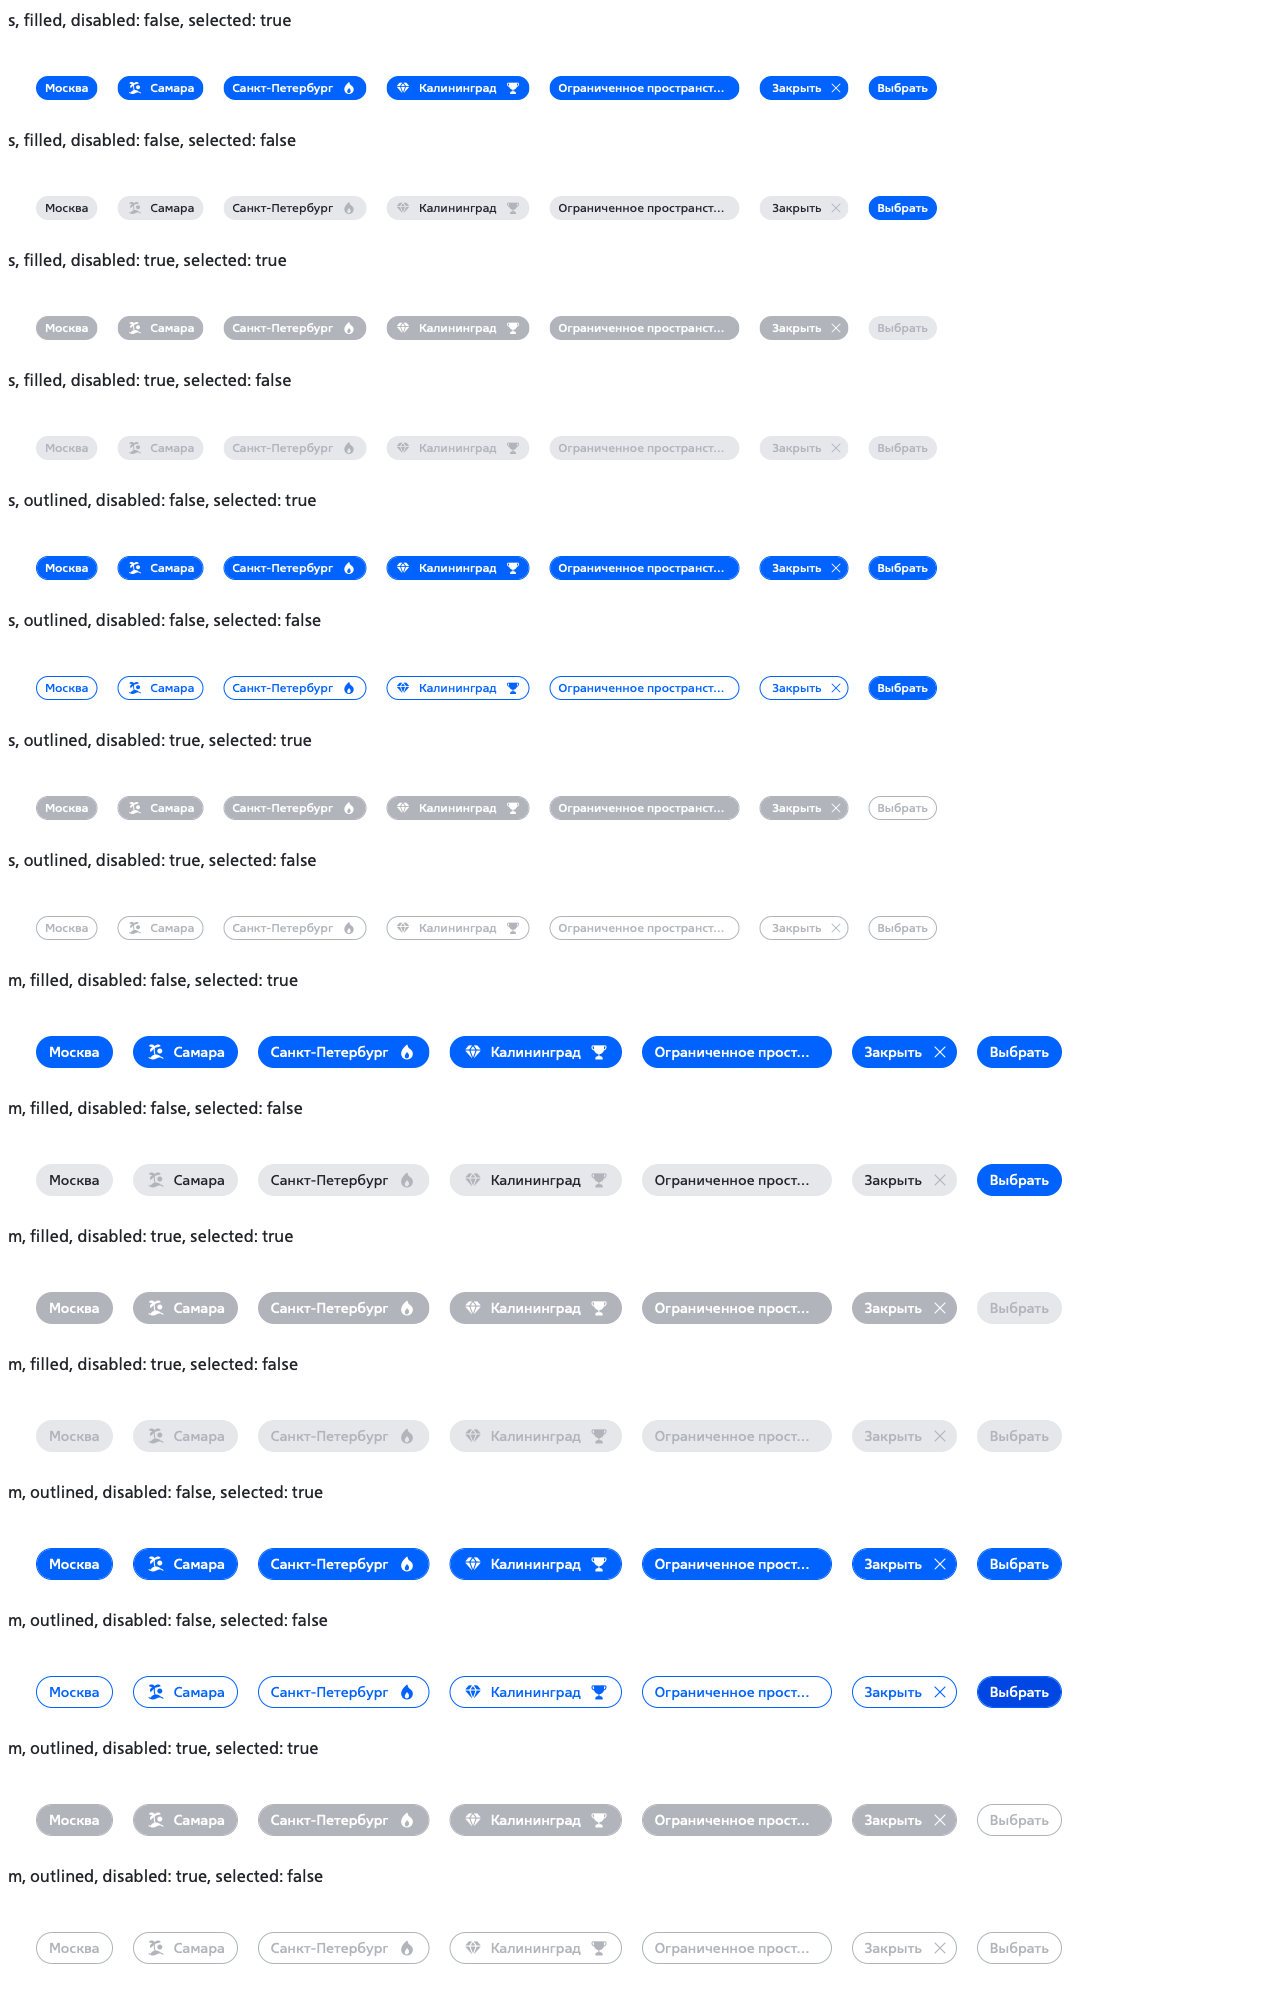 s, filled, disabled: false, selected: true
Москва Самара Санкт-Петербург Калининград Ограниченное пространст... Закрыть Выбрать
s, filled, disabled: false, selected: false
Москва Самара Санкт-Петербург Калининград Ограниченное пространст... Закрыть Выбрать
s, filled, disabled: true, selected: true
Москва Самара Санкт-Петербург Калининград Ограниченное пространст... Закрыть Выбрать
s, filled, disabled: true, selected: false
Москва Самара Санкт-Петербург Калининград Ограниченное пространст... Закрыть Выбрать
s, outlined, disabled: false, selected: true
Москва Самара Санкт-Петербург Калининград Ограниченное пространст... Закрыть Выбрать
s, outlined, disabled: false, selected: false
Москва Самара Санкт-Петербург Калининград Ограниченное пространст... Закрыть Выбрать
s, outlined, disabled: true, selected: true
Москва Самара Санкт-Петербург Калининград Ограниченное пространст... Закрыть Выбрать
s, outlined, disabled: true, selected: false
Москва Самара Санкт-Петербург Калининград Ограниченное пространст... Закрыть Выбрать
m, filled, disabled: false, selected: true
Москва Самара Санкт-Петербург Калининград Ограниченное прост... Закрыть Выбрать
m, filled, disabled: false, selected: false
Москва Самара Санкт-Петербург Калининград Ограниченное прост... Закрыть Выбрать
m, filled, disabled: true, selected: true
Москва Самара Санкт-Петербург Калининград Ограниченное прост... Закрыть Выбрать
m, filled, disabled: true, selected: false
Москва Самара Санкт-Петербург Калининград Ограниченное прост... Закрыть Выбрать
m, outlined, disabled: false, selected: true
Москва Самара Санкт-Петербург Калининград Ограниченное прост... Закрыть Выбрать
m, outlined, disabled: false, selected: false
Москва Самара Санкт-Петербург Калининград Ограниченное прост... Закрыть Выбрать
m, outlined, disabled: true, selected: true
Москва Самара Санкт-Петербург Калининград Ограниченное прост... Закрыть Выбрать
m, outlined, disabled: true, selected: false
Москва Самара Санкт-Петербург Калининград Ограниченное прост... Закрыть Выбрать